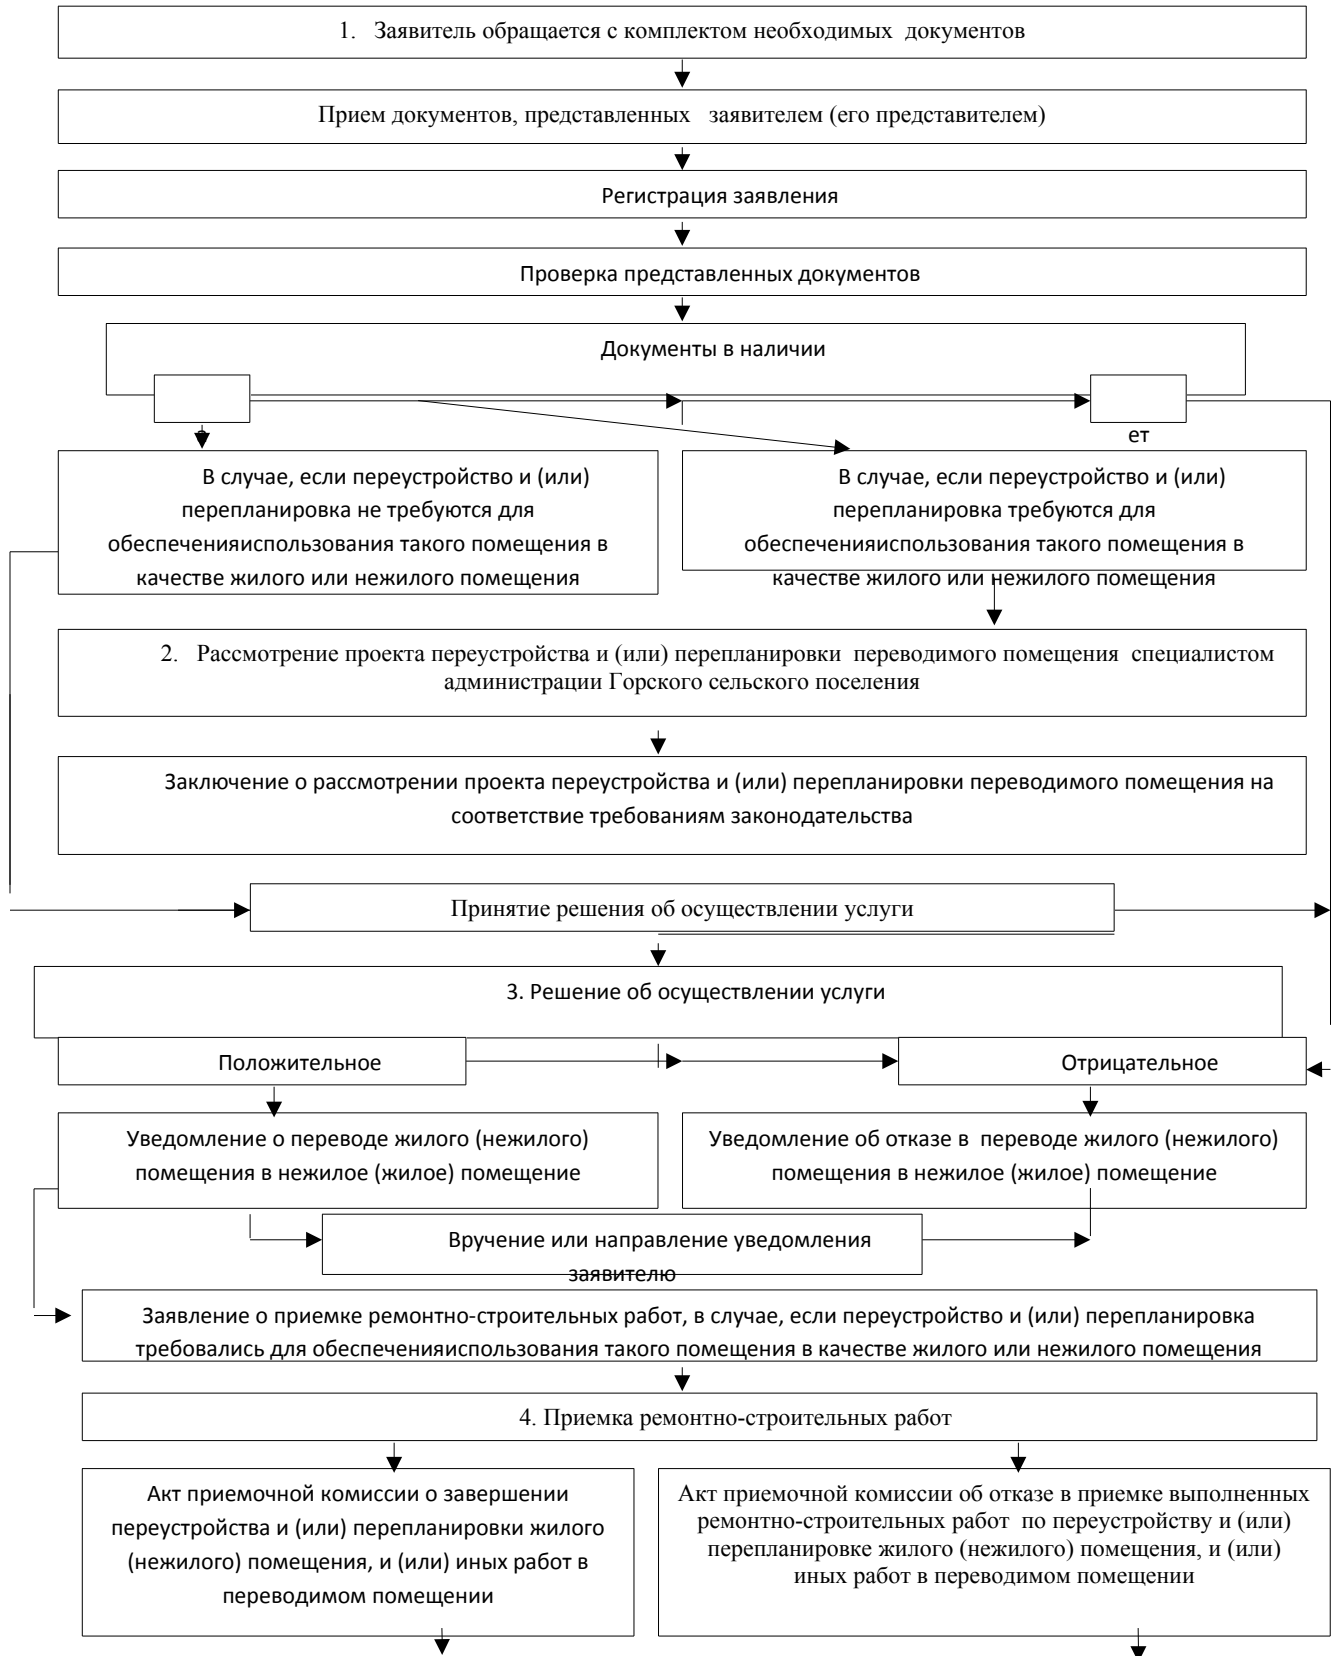 1. Заявитель обращается с комплектом необходимых документов
Прием документов, представленных заявителем (его представителем)
Регистрация заявления
Проверка представленных документов
Документы в наличии
ет
В случае, если переустройство и (или)
перепланировка не требуются для
обеспеченияиспользования такого помещения в
качестве жилого или нежилого помещения
В случае, если переустройство и (или)
перепланировка требуются для
обеспеченияиспользования такого помещения в
качестве жилого или нежилого помещения
2. Рассмотрение проекта переустройства и (или) перепланировки переводимого помещения специалистом
администрации Горского сельского поселения
Заключение о рассмотрении проекта переустройства и (или) перепланировки переводимого помещения на
соответствие требованиям законодательства
Принятие решения об осуществлении услуги
3. Решение об осуществлении услуги
Положительное
Отрицательное
Уведомление о переводе жилого (нежилого)
помещения в нежилое (жилое) помещение
Уведомление об отказе в переводе жилого (нежилого)
помещения в нежилое (жилое) помещение
Вручение или направление уведомления
заявителю
Заявление о приемке ремонтно-строительных работ, в случае, если переустройство и (или) перепланировка
требовались для обеспеченияиспользования такого помещения в качестве жилого или нежилого помещения
4. Приемка ремонтно-строительных работ
Акт приемочной комиссии о завершении
переустройства и (или) перепланировки жилого
(нежилого) помещения, и (или) иных работ в
переводимом помещении
Акт приемочной комиссии об отказе в приемке выполненных
ремонтно-строительных работ по переустройству и (или)
перепланировке жилого (нежилого) помещения, и (или)
иных работ в переводимом помещении